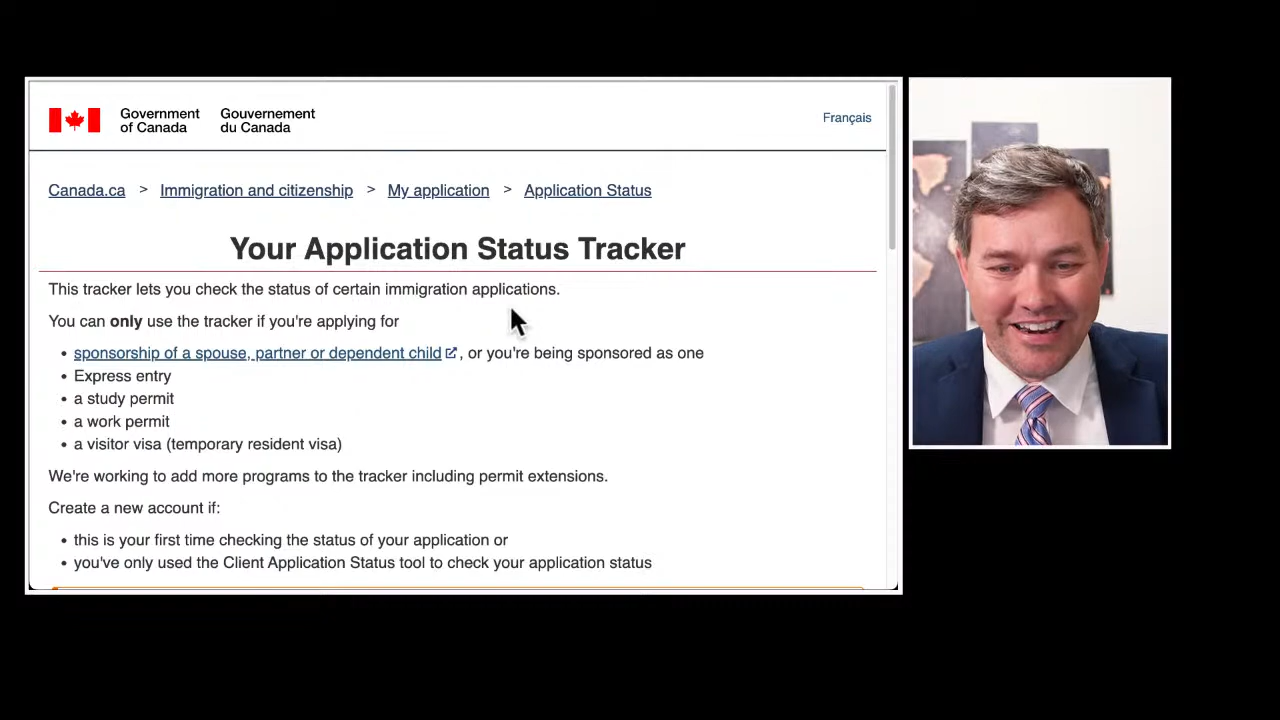 Government of Canada
Gouvernement du Canada
Français
Canada.ca > Immigration and citizenship > My application > Application Status
Your Application Status Tracker
This tracker lets you check the status of certain immigration applications.
You can only use the tracker if you're applying for
• sponsorship of a spouse, partner or dependent child , or you're being sponsored as one
• Express entry
• a study permit
• a work permit
• a visitor visa (temporary resident visa)
We're working to add more programs to the tracker including permit extensions.
Create a new account if:
• this is your first time checking the status of your application or
• you've only used the Client Application Status tool to check your application status